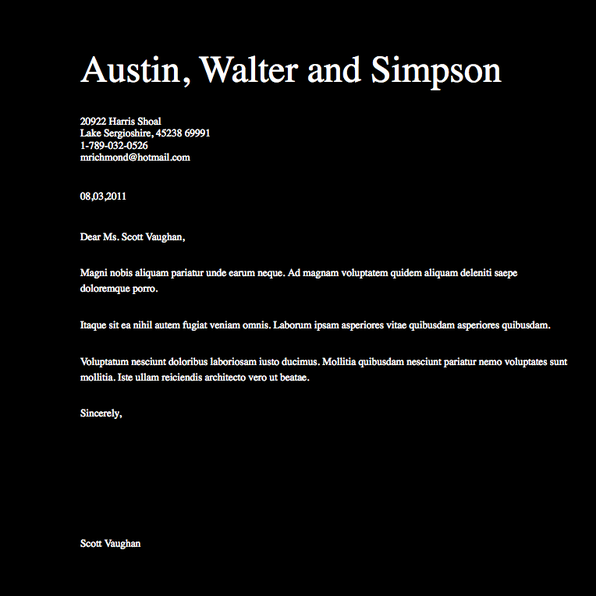 Austin, Walter and Simpson
20922 Harris Shoal
Lake Sergioshire, 45238 69991
1-789-032-0526
mrichmond@hotmail.com
08,03,2011
Dear Ms. Scott Vaughan,
Magni nobis aliquam pariatur unde earum neque. Ad magnam voluptatem quidem aliquam deleniti saepe
doloremque porro.
Itaque sit ea nihil autem fugiat veniam omnis. Laborum ipsam asperiores vitae quibusdam asperiores quibusdam.
Voluptatum nesciunt doloribus laboriosam iusto ducimus. Mollitia quibusdam nesciunt pariatur nemo voluptates sunt
mollitia. Iste ullam reiciendis architecto vero ut beatae.
Sincerely,
Scott Vaughan